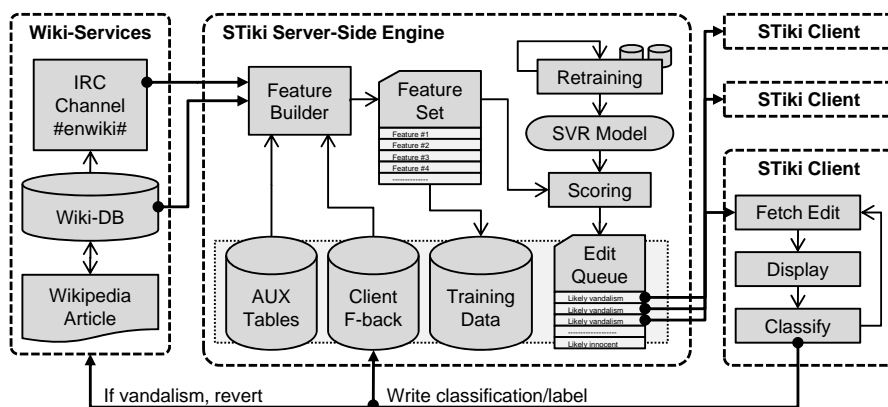 Wiki-Services
IRC
Channel
#enwiki#
Wiki-DB
Wikipedia
Article
STiki Server-Side Engine
Feature
Builder
Feature
Set
Feature #1
Feature #2
Feature #3
Feature #4
---------------
Retraining
SVR Model
Scoring
AUX
Tables
Client
F-back
Training
Data
Edit
Queue
Likely vandalism
Likely vandalism
Likely vandalism
---------------
Likely innocent
STiki Client
STiki Client
STiki Client
Fetch Edit
Display
Classify
If vandalism, revert
Write classification/label